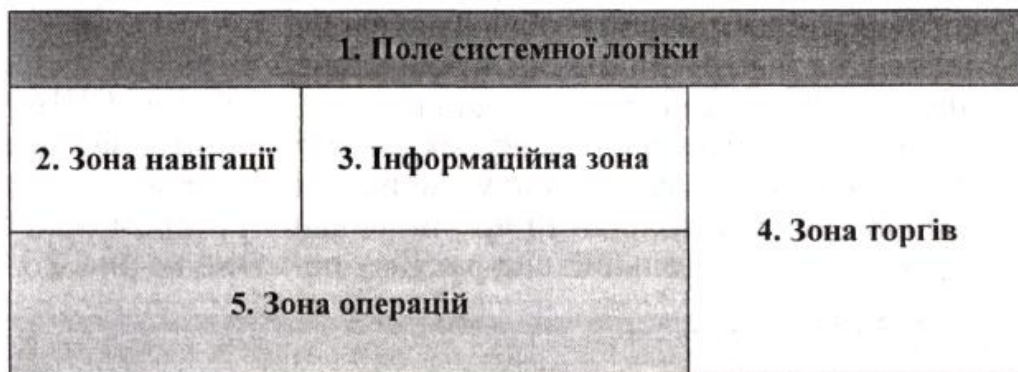 1. Поле системної логіки
2. Зона навігації
3. Інформаційна зона
4. Зона торгів
5. Зона операцій